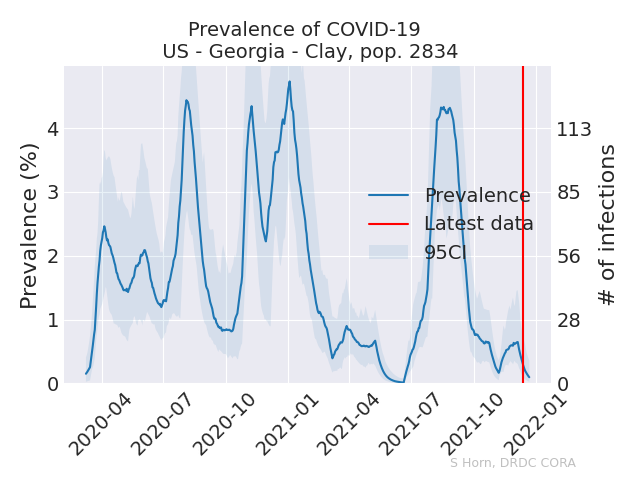 Prevalence of COVID-19
US - Georgia - Clay, pop. 2834
Prevalence (%)
4
3
2
1
0
113
85
56
28
0
# of infections
Prevalence
Latest data
95CI
2020-04
2020-07
2020-10
2021-01
2021-04
2021-07
2021-10
2022-01
S Horn, DRDC CORA